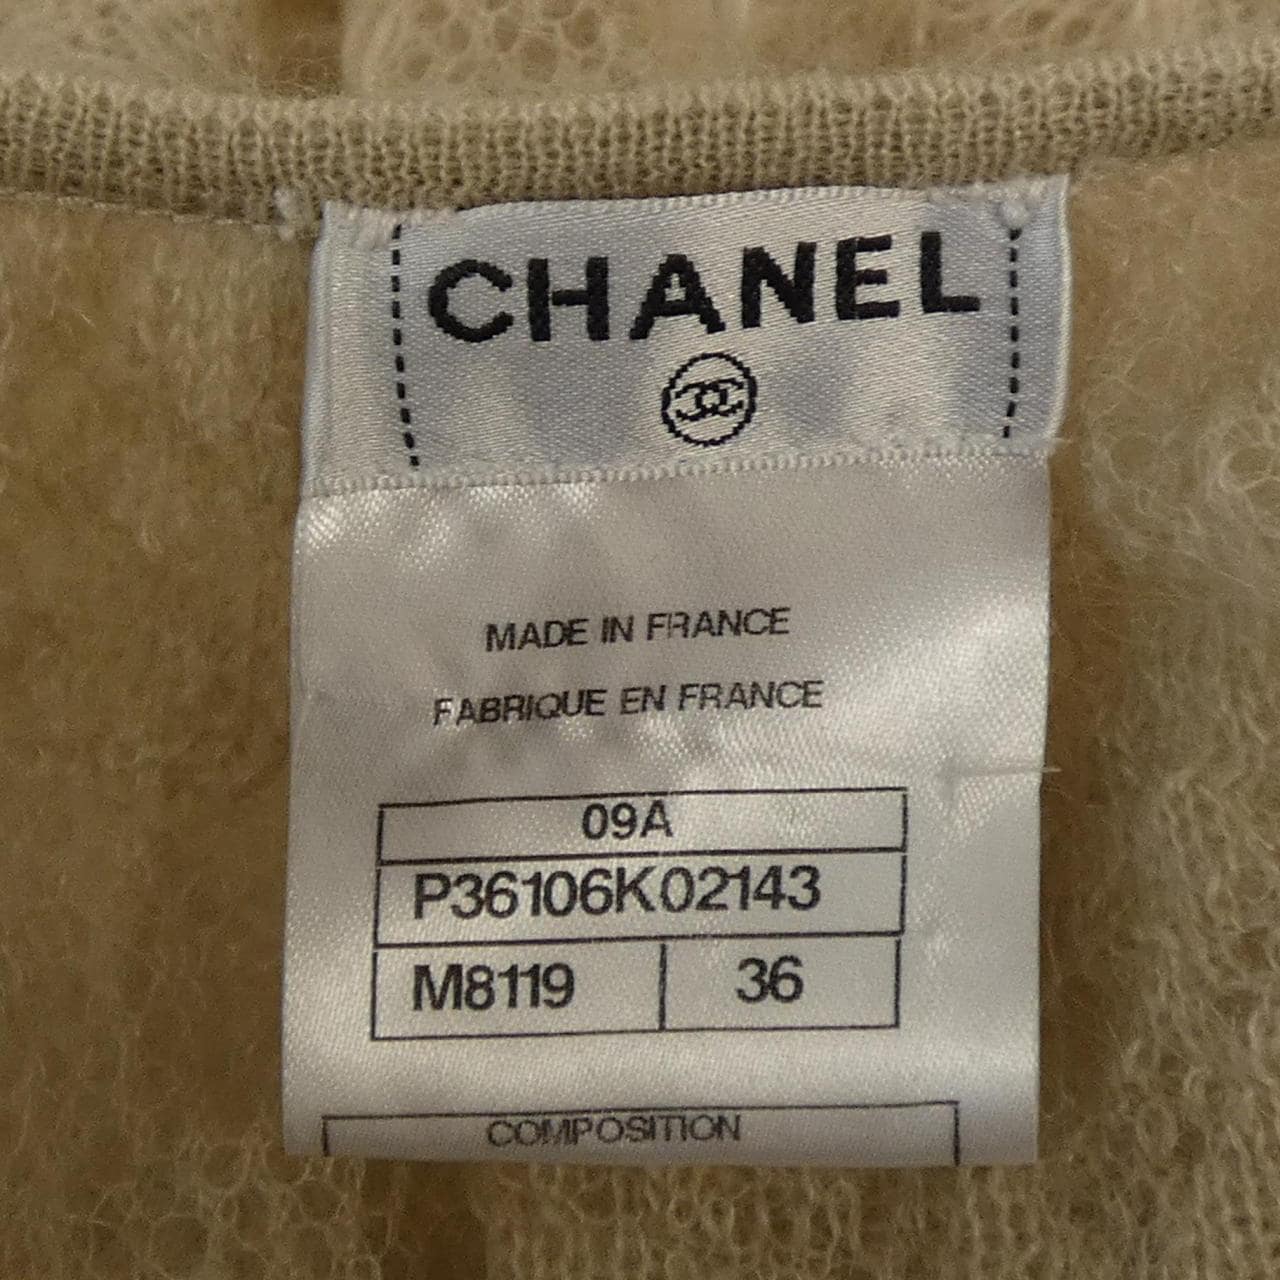 CHANEL
MADE IN FRANCE
FABRIQUE EN FRANCE
09A
P36106K02143
M8119 36
COMPOSITION